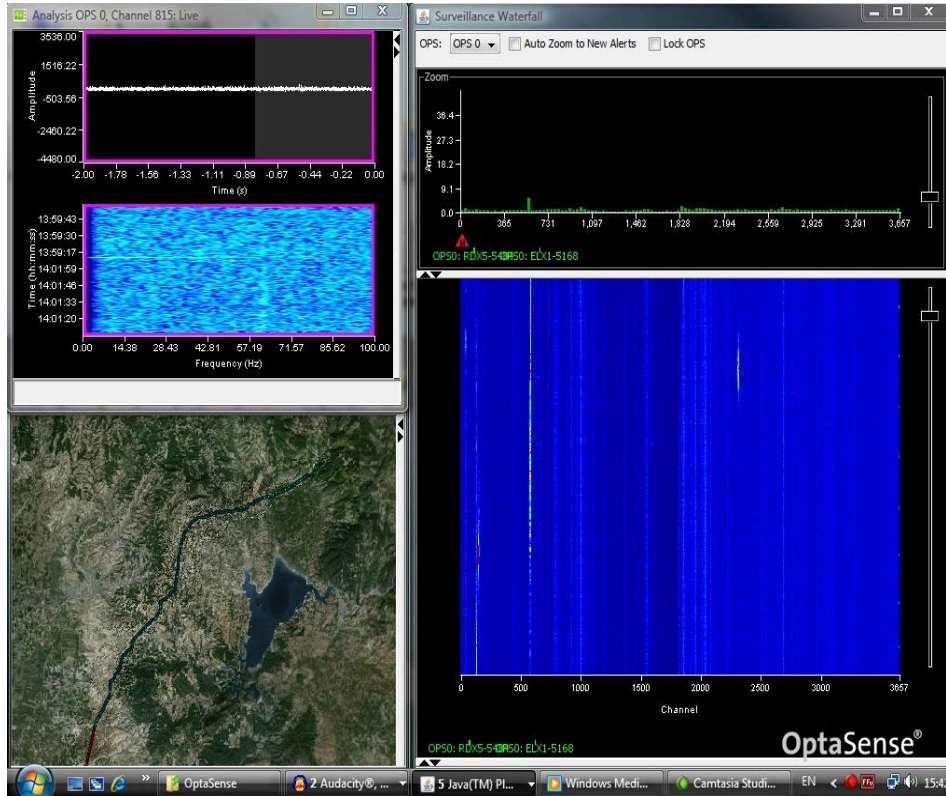 Analysis OPS 0, Channel 815: Live
3536.00
1516.22
-503.56
-2460.22
-4480.00
Amplitude
-2.00 -1.78 -1.56 -1.33 -1.11 -0.89 -0.67 -0.44 -0.22 0.00
Time (s)
13:59:43
13:59:30
13:59:17
14:01:59
14:01:46
14:01:33
14:01:20
Time (hh:mm:ss)
0.00 14.38 28.43 42.81 57.19 71.57 85.62 100.00
Frequency (Hz)
Surveillance Waterfall
OPS: OPS 0 Auto Zoom to New Alerts Lock OPS
Zoom
36.4
27.3
18.2
9.1
0.0
Amplitude
0 365 731 1,097 1,462 1,828 2,194 2,559 2,925 3,291 3,657
OPS0: ELX1-5168
0 500 1000 1500 2000 2500 3000 3657
Channel
OptaSense®
OPS0: ELX1-5168
OptaSense 2 Audacity®, ... 5 Java(TM) Pl... Windows Medi... Camtasia Studi... EN